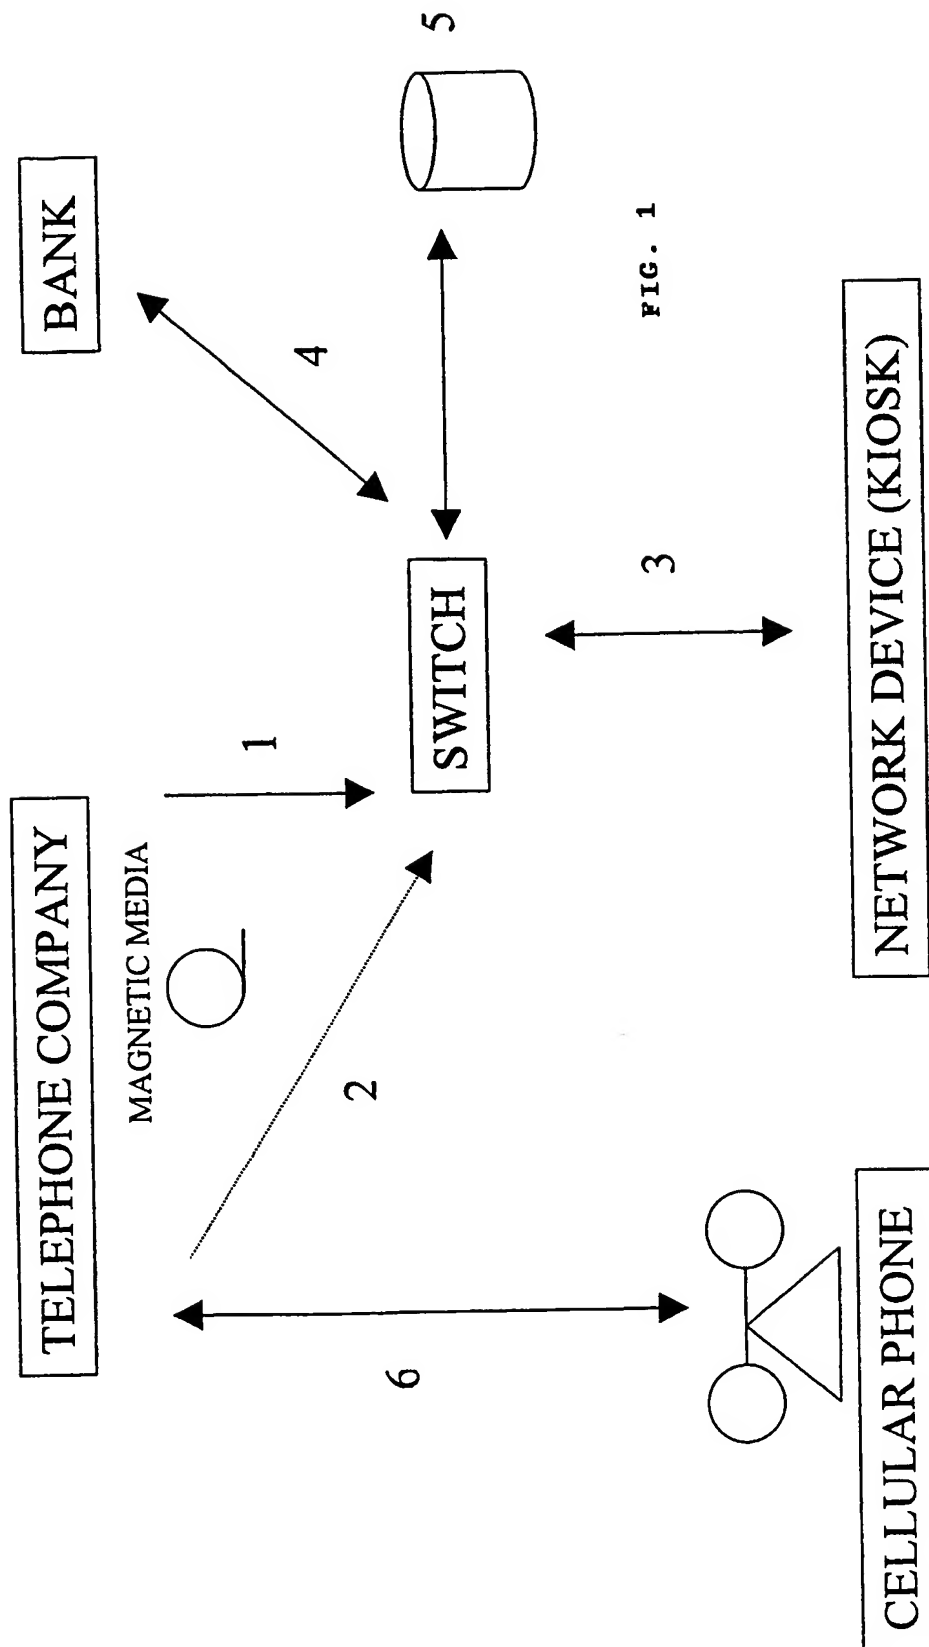 TELEPHONE COMPANY
BANK
MAGNETIC MEDIA
1
4
2
6
SWITCH
5
3
FIG. 1
CELLULAR PHONE
NETWORK DEVICE (KIOSK)